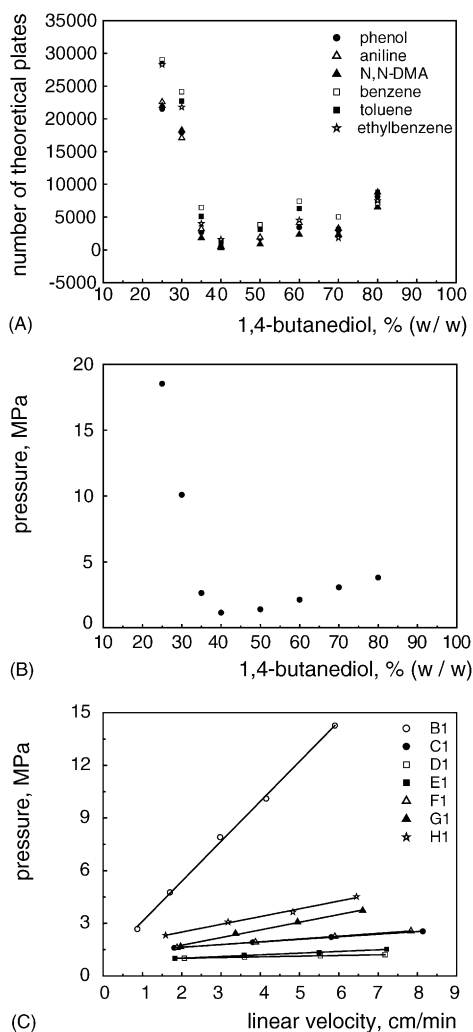 35000
30000
25000
20000
15000
10000
5000
0
-5000
number of theoretical plates
phenol
aniline
N,N-DMA
benzene
toluene
ethylbenzene
10 20 30 40 50 60 70 80 90 100
(A)
1,4-butanediol, % (w / w)
20
15
10
5
0
pressure, MPa
10 20 30 40 50 60 70 80 90 100
(B)
1,4-butanediol, % (w / w)
15
12
9
6
3
0
pressure, MPa
B1
C1
D1
E1
F1
G1
H1
0 1 2 3 4 5 6 7 8 9
(C)
linear velocity, cm/min